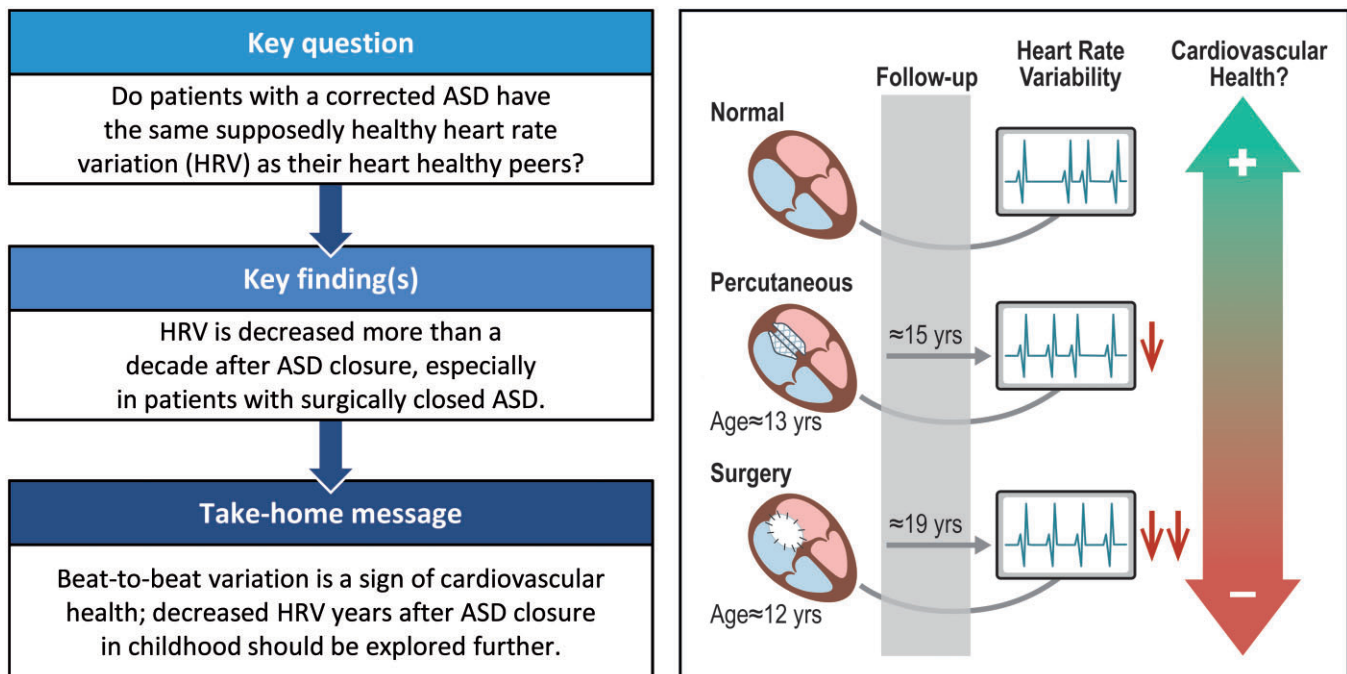 Key question
Do patients with a corrected ASD have
the same supposedly healthy heart rate
variation (HRV) as their heart healthy peers?
Key finding(s)
HRV is decreased more than a
decade after ASD closure, especially
in patients with surgically closed ASD.
Take-home message
Beat-to-beat variation is a sign of cardiovascular
health; decreased HRV years after ASD closure
in childhood should be explored further.
Follow-up
Heart Rate
Variability
Cardiovascular
Health?
Normal
+
Percutaneous
≈15 yrs
Age≈13 yrs
Surgery
≈19 yrs
Age≈12 yrs
−